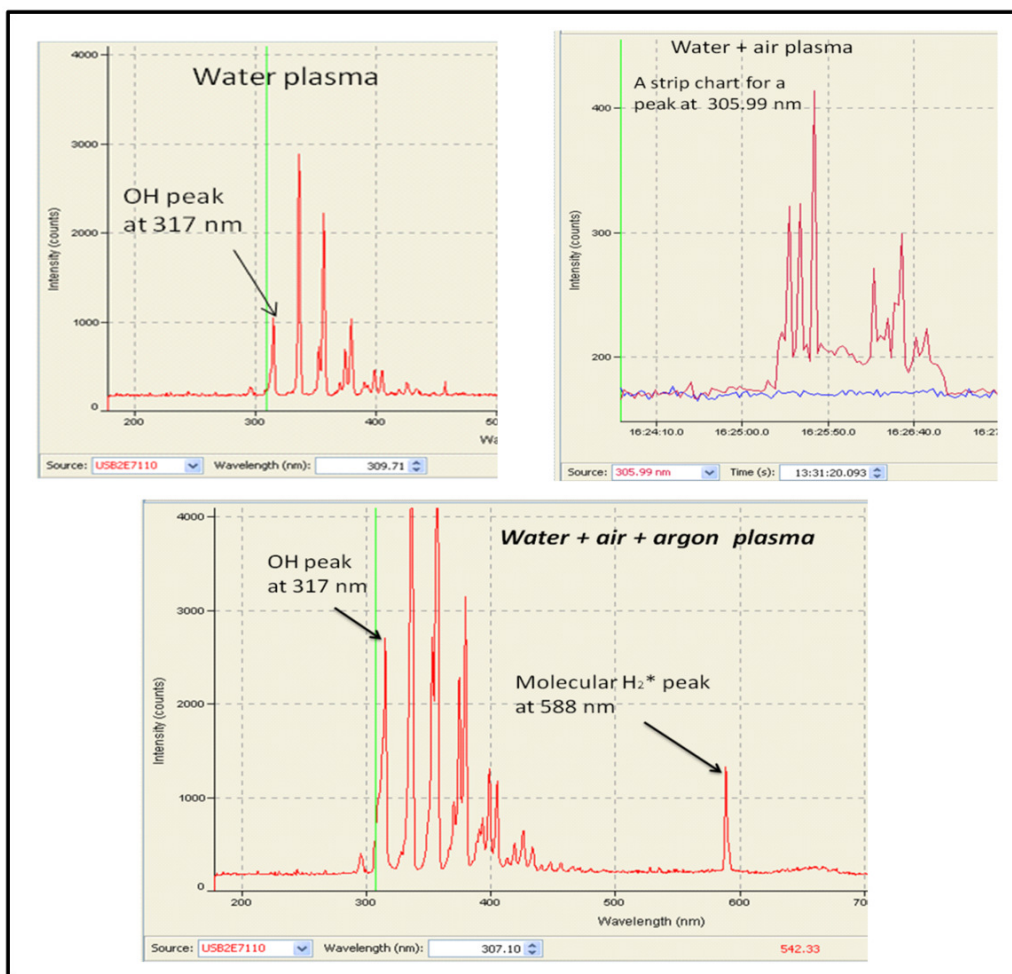 Water plasma
OH peak
at 317 nm
4000
3000
2000
1000
0
Intensity (counts)
200
300
400
50
Wa
Source: USB2E7110 Wavelength (nm): 309.71
Water + air plasma
A strip chart for a
peak at 305.99 nm
400
300
200
Intensity (counts)
16:24:10.0
16:25:00.0
16:25:50.0
16:26:40.0
16:27
Source: 305.99 nm Time (s): 13:31:20.093
Water + air + argon plasma
OH peak
at 317 nm
Molecular H₂* peak
at 588 nm
4000
3000
2000
1000
0
Intensity (counts)
200
300
400
500
600
70
Wavelength (nm)
Source: USB2E7110 Wavelength (nm): 307.10 542.33